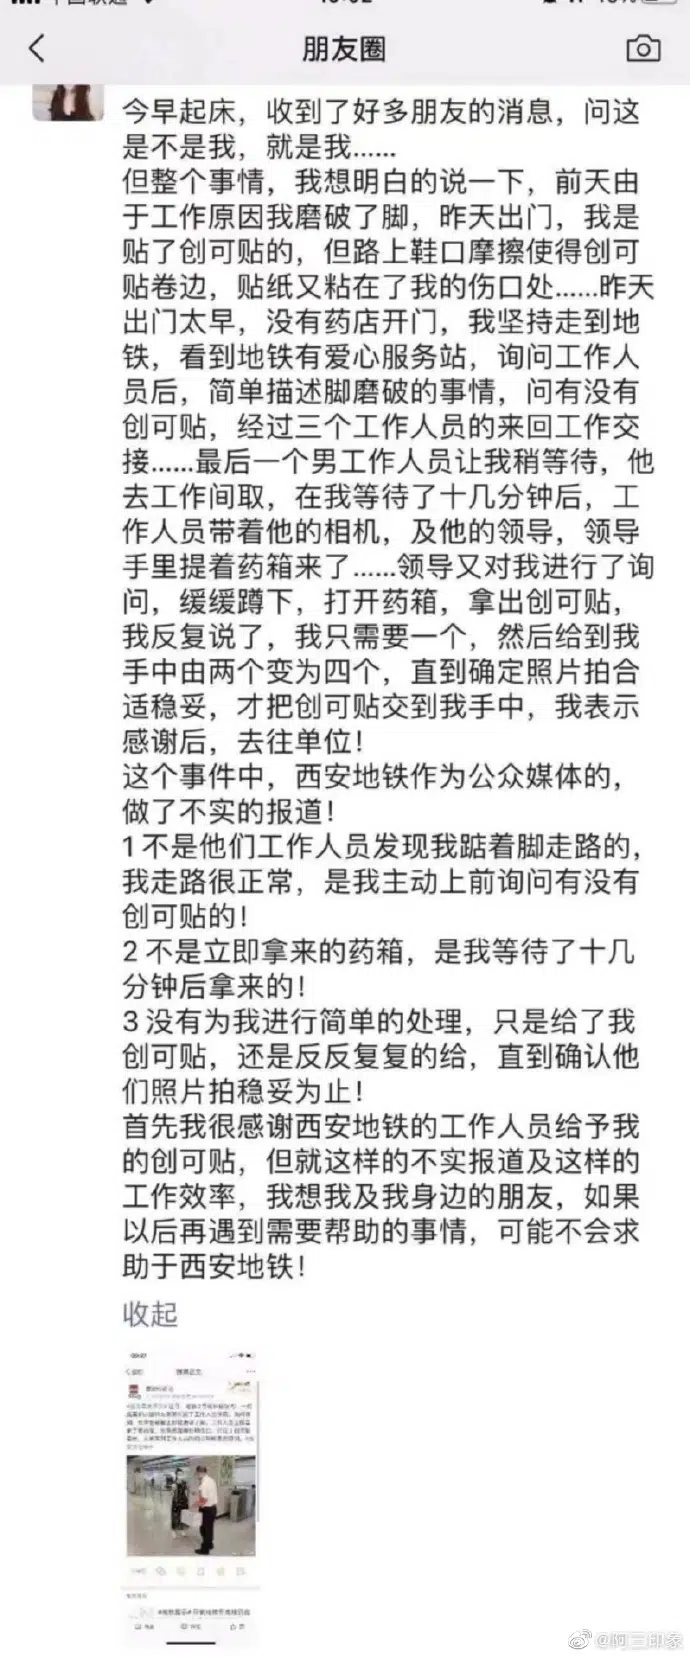 朋友圈
今早起床，收到了好多朋友的消息，问这
是不是我，就是我......
但整个事情，我想明白的说一下，前天由
于工作原因我磨破了脚，昨天出门，我是
贴了创可贴的，但路上鞋口摩擦使得创可
贴卷边，贴纸又粘在了我的伤口处......昨天
出门太早，没有药店开门，我坚持走到地
铁，看到地铁有爱心服务站，询问工作人
员后，简单描述脚磨破的事情，问有没有
创可贴，经过三个工作人员的来回工作交
接......最后一个男工作人员让我稍等待，他
去工作间取，在我等待了十几分钟后，工
作人员带着他的相机，及他的领导，领导
手里提着药箱来了......领导又对我进行了询
问，缓缓蹲下，打开药箱，拿出创可贴，
我反复说了，我只需要一个，然后给到我
手中由两个变为四个，直到确定照片拍合
适稳妥，才把创可贴交到我手中，我表示
感谢后，去往单位！
这个事件中，西安地铁作为公众媒体的，
做了不实的报道！
1 不是他们工作人员发现我踮着脚走路的，
我走路很正常，是我主动上前询问有没有
创可贴的！
2 不是立即拿来的药箱，是我等待了十几
分钟后拿来的！
3 没有为我进行简单的处理，只是给了我
创可贴，还是反反复复的给，直到确认他
们照片拍稳妥为止！
首先我很感谢西安地铁的工作人员给予我
的创可贴，但就这样的不实报道及这样的
工作效率，我想我及我身边的朋友，如果
以后再遇到需要帮助的事情，可能不会求
助于西安地铁！
收起
@阿三印象